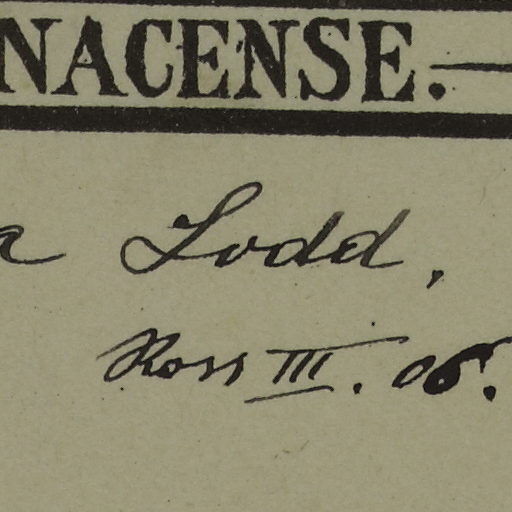 NACENSE.—
a Lodd,
Ross III. 06.